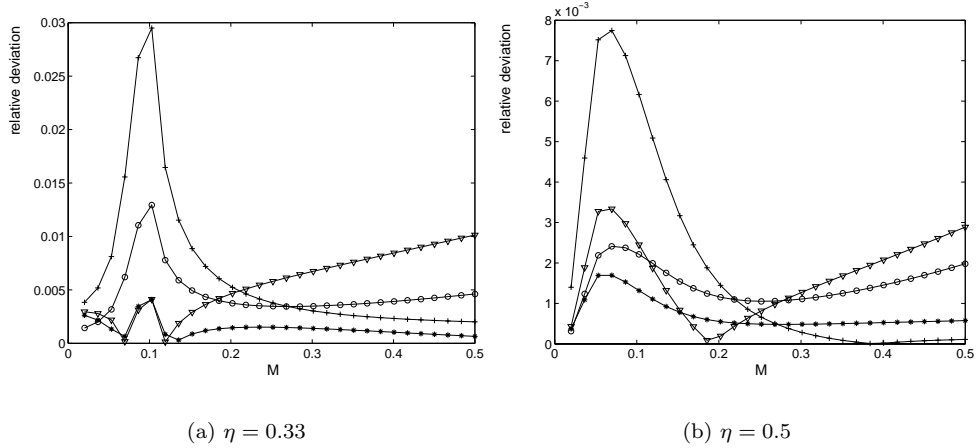 0.03
0.025
0.02
0.015
0.01
0.005
0
relative deviation
0 0.1 0.2 0.3 0.4 0.5
M
(a) η = 0.33
x 10⁻³
8
7
6
5
4
3
2
1
0
relative deviation
0 0.1 0.2 0.3 0.4 0.5
M
(b) η = 0.5